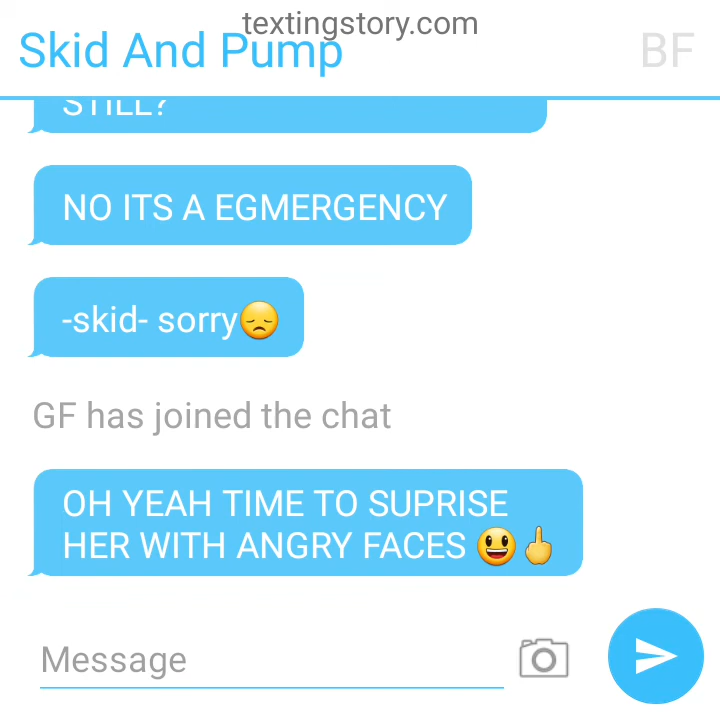 textingstory.com
Skid And Pump
BF
STILL?
NO ITS A EGMERGENCY
-skid- sorry😞
GF has joined the chat
OH YEAH TIME TO SUPRISE
HER WITH ANGRY FACES 😃🖕
Message